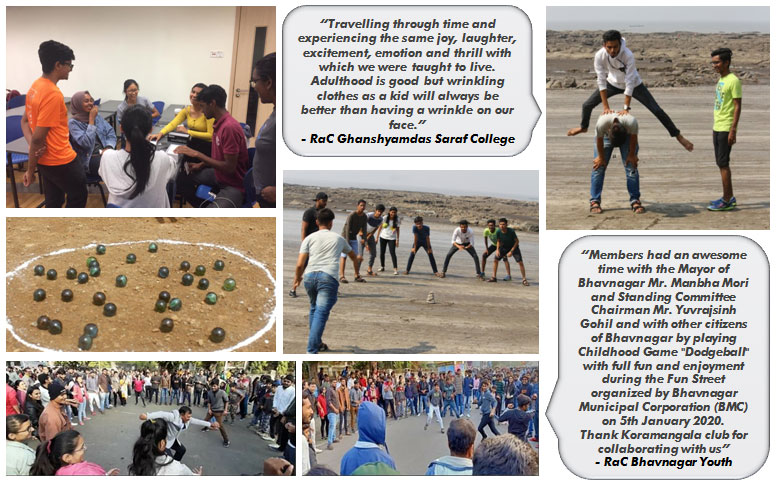 “Travelling through time and
experiencing the same joy, laughter,
excitement, emotion and thrill with
which we were taught to live.
Adulthood is good but wrinkling
clothes as a kid will always be
better than having a wrinkle on our
face.”
- RaC Ghanshyamdas Saraf College
“Members had an awesome
time with the Mayor of
Bhavnagar Mr. Manbha Mori
and Standing Committee
Chairman Mr. Yuvrajsinh
Gohil and with other citizens
of Bhavnagar by playing
Childhood Game "Dodgeball"
with full fun and enjoyment
during the Fun Street
organized by Bhavnagar
Municipal Corporation (BMC)
on 5th January 2020.
Thank Koramangala club for
collaborating with us”
- RaC Bhavnagar Youth